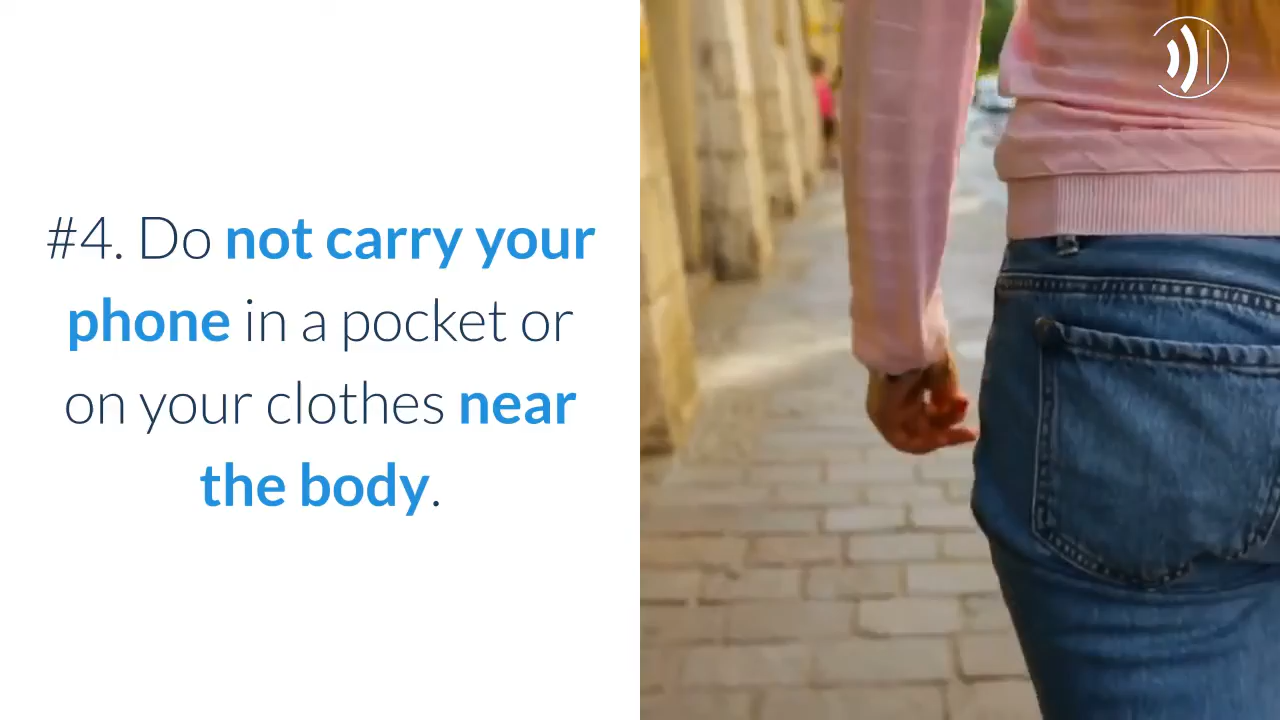 #4. Do not carry your
phone in a pocket or
on your clothes near
the body.